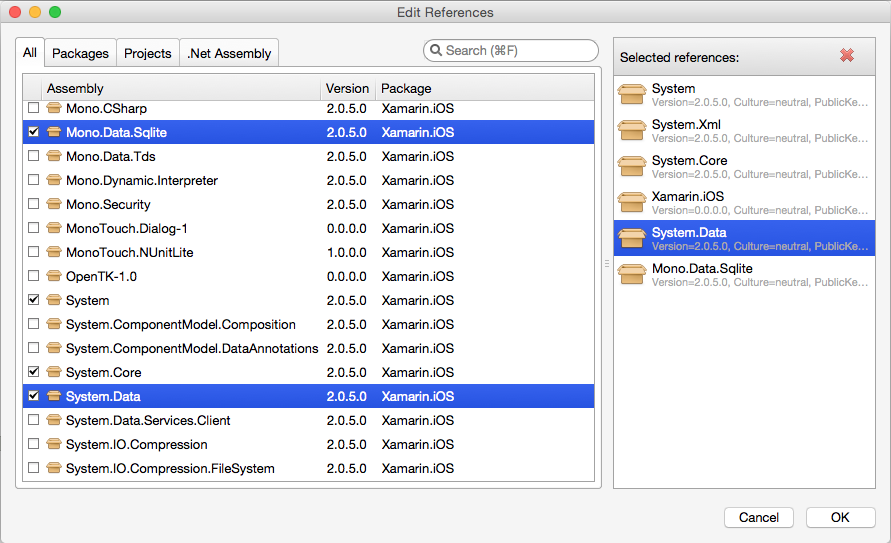 Edit References
All Packages Projects .Net Assembly Search (⌘F)
Assembly Version Package
Mono.CSharp 2.0.5.0 Xamarin.iOS
Mono.Data.Sqlite 2.0.5.0 Xamarin.iOS
Mono.Data.Tds 2.0.5.0 Xamarin.iOS
Mono.Dynamic.Interpreter 2.0.5.0 Xamarin.iOS
Mono.Security 2.0.5.0 Xamarin.iOS
MonoTouch.Dialog-1 0.0.0.0 Xamarin.iOS
MonoTouch.NUnitLite 1.0.0.0 Xamarin.iOS
OpenTK-1.0 0.0.0.0 Xamarin.iOS
System 2.0.5.0 Xamarin.iOS
System.ComponentModel.Composition 2.0.5.0 Xamarin.iOS
System.ComponentModel.DataAnnotations 2.0.5.0 Xamarin.iOS
System.Core 2.0.5.0 Xamarin.iOS
System.Data 2.0.5.0 Xamarin.iOS
System.Data.Services.Client 2.0.5.0 Xamarin.iOS
System.IO.Compression 2.0.5.0 Xamarin.iOS
System.IO.Compression.FileSystem 2.0.5.0 Xamarin.iOS
Selected references:
System
Version=2.0.5.0, Culture=neutral, PublicKe...
System.Xml
Version=2.0.5.0, Culture=neutral, PublicKe...
System.Core
Version=2.0.5.0, Culture=neutral, PublicKe...
Xamarin.iOS
Version=0.0.0.0, Culture=neutral, PublicKe...
System.Data
Version=2.0.5.0, Culture=neutral, PublicKe...
Mono.Data.Sqlite
Version=2.0.5.0, Culture=neutral, PublicKe...
Cancel OK